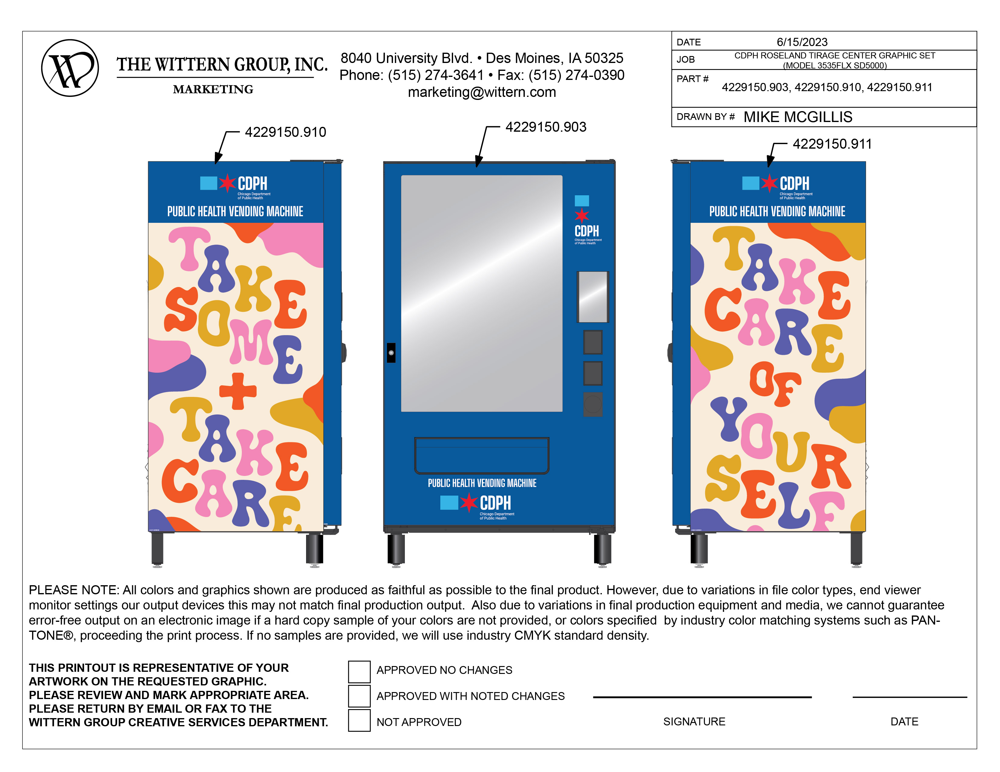 W
THE WITTERN GROUP, INC.
MARKETING
8040 University Blvd. • Des Moines, IA 50325
Phone: (515) 274-3641 • Fax: (515) 274-0390
marketing@wittern.com
DATE 6/15/2023
JOB CDPH ROSELAND TIRAGE CENTER GRAPHIC SET
(MODEL 3535FLX SD5000)
PART # 4229150.903, 4229150.910, 4229150.911
DRAWN BY # MIKE MCGILLIS
4229150.910
CDPH
Chicago Department
of Public Health
PUBLIC HEALTH VENDING MACHINE
TAKE
SOME
+
TAKE
CARE
4229150.903
CDPH
Chicago Department
of Public Health
PUBLIC HEALTH VENDING MACHINE
CDPH
Chicago Department
of Public Health
4229150.911
CDPH
Chicago Department
of Public Health
PUBLIC HEALTH VENDING MACHINE
TAKE
CARE
OF
YOUR
SELF
PLEASE NOTE: All colors and graphics shown are produced as faithful as possible to the final product. However, due to variations in file color types, end viewer
monitor settings our output devices this may not match final production output. Also due to variations in final production equipment and media, we cannot guarantee
error-free output on an electronic image if a hard copy sample of your colors are not provided, or colors specified by industry color matching systems such as PAN-
TONE®, proceeding the print process. If no samples are provided, we will use industry CMYK standard density.
THIS PRINTOUT IS REPRESENTATIVE OF YOUR
ARTWORK ON THE REQUESTED GRAPHIC.
PLEASE REVIEW AND MARK APPROPRIATE AREA.
PLEASE RETURN BY EMAIL OR FAX TO THE
WITTERN GROUP CREATIVE SERVICES DEPARTMENT.
APPROVED NO CHANGES
APPROVED WITH NOTED CHANGES
NOT APPROVED
SIGNATURE
DATE